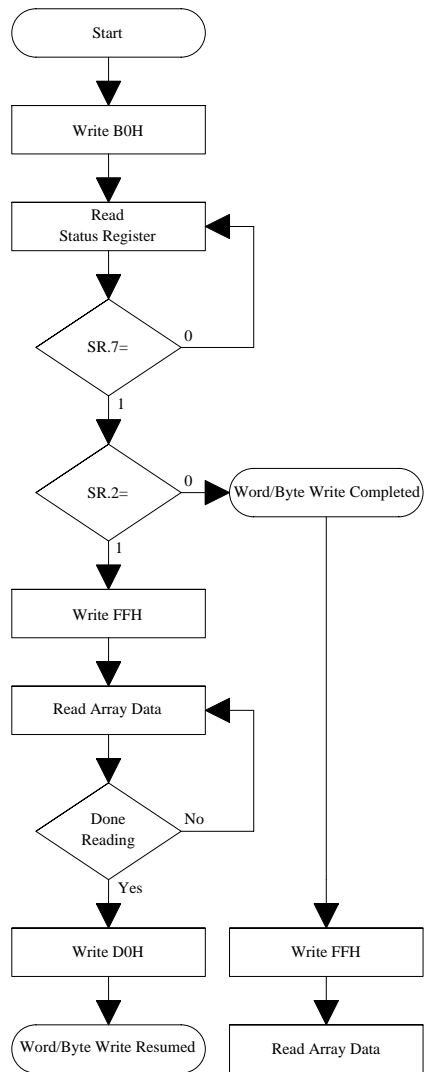 Start
Write B0H
Read
Status Register
SR.7=
0
1
SR.2=
0
Word/Byte Write Completed
1
Write FFH
Read Array Data
Done
Reading
No
Yes
Write D0H
Write FFH
Word/Byte Write Resumed
Read Array Data